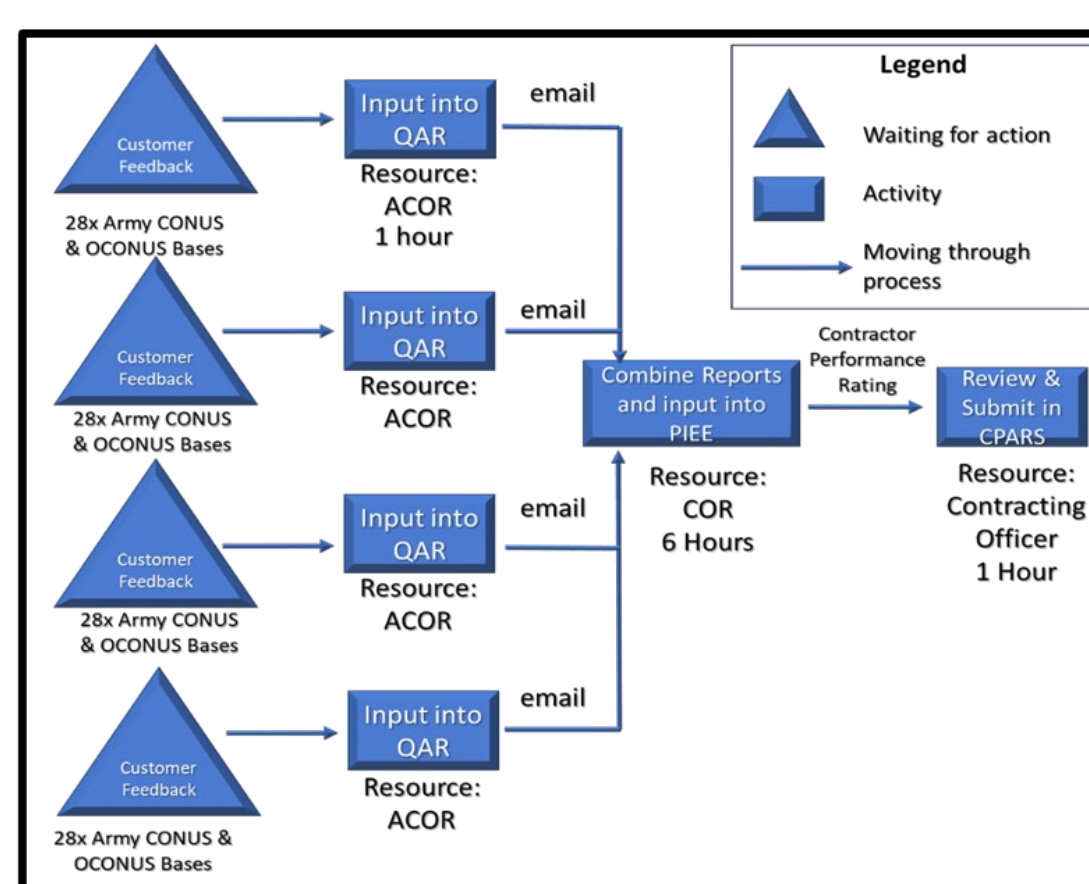 Customer
Feedback
28x Army CONUS
& OCONUS Bases
Input into
QAR
Resource:
ACOR
1 hour
email
Customer
Feedback
28x Army CONUS
& OCONUS Bases
Input into
QAR
Resource:
ACOR
email
Customer
Feedback
28x Army CONUS
& OCONUS Bases
Input into
QAR
Resource:
ACOR
email
Customer
Feedback
28x Army CONUS &
OCONUS Bases
Input into
QAR
Resource:
ACOR
email
Combine Reports
and input into
PIEE
Resource:
COR
6 Hours
Contractor
Performance
Rating
Review &
Submit in
CPARS
Resource:
Contracting
Officer
1 Hour
Legend
Waiting for action
Activity
Moving through
process